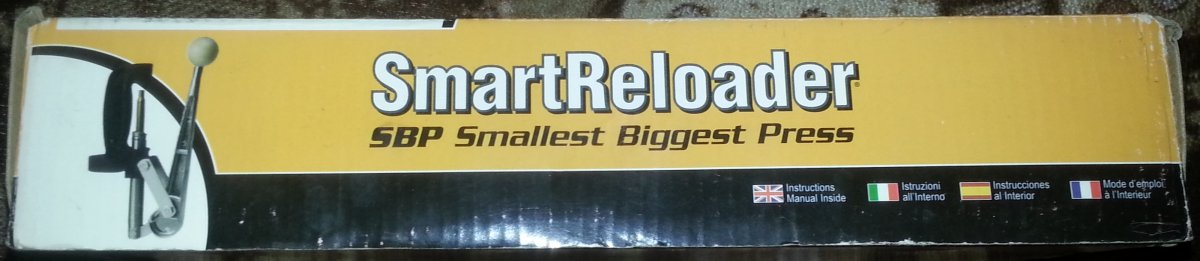 SmartReloader®
SBP Smallest Biggest Press
Instructions
Manual Inside
Istruzioni
all'Interno
Instrucciones
al Interior
Mode d'emploi
à l'Interieur